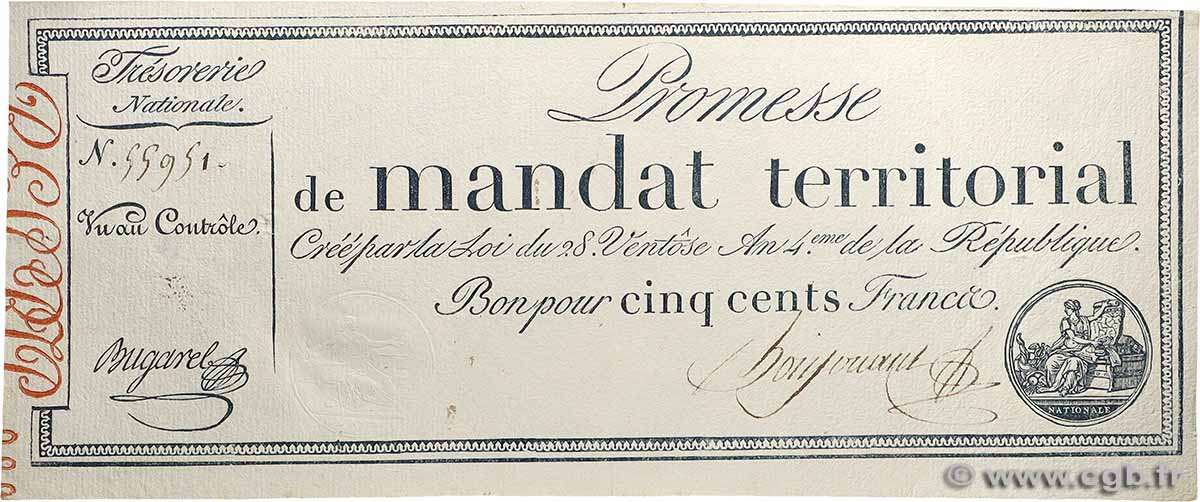 Trésorerie
Nationale.
N. 55951
Vu au Contrôle.
Bugarel
Promesse
de mandat territorial
Créé par la Loi du 28. Ventôse An 4.eme de la République.
Bon pour cinq cents Francs.
NATIONALE
© www.cgb.fr